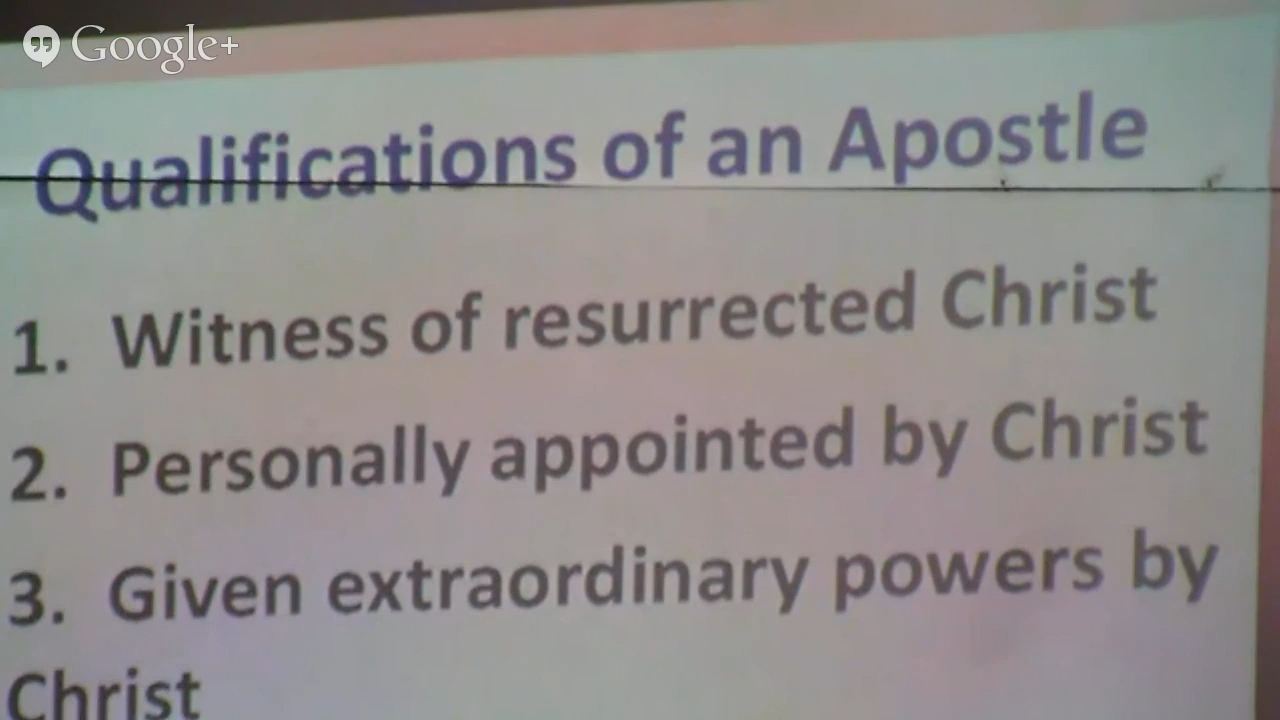 Google+
Qualifications of an Apostle
1. Witness of resurrected Christ
2. Personally appointed by Christ
3. Given extraordinary powers by
Christ